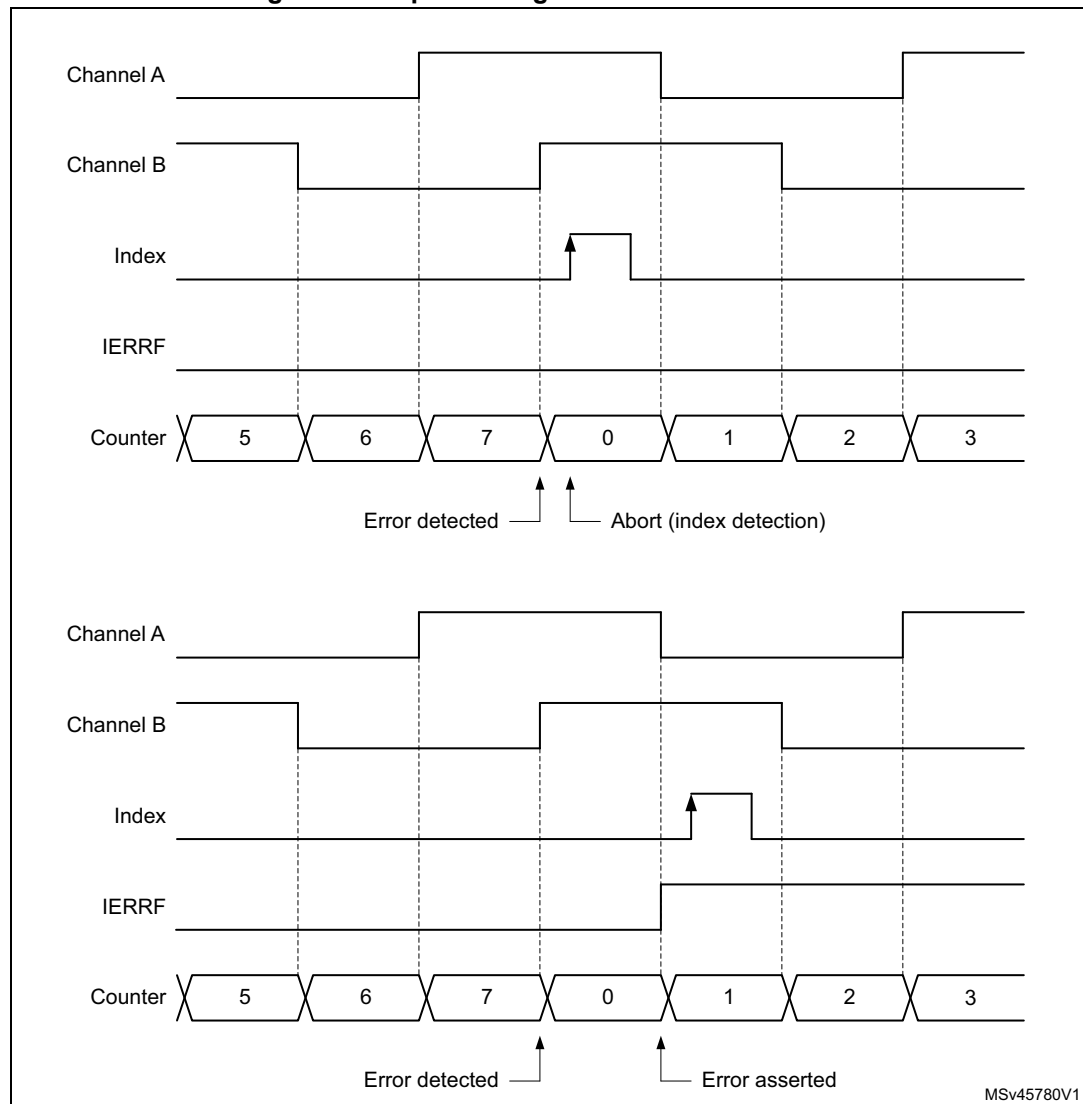 Channel A
Channel B
Index
IERRF
Counter 5 6 7 0 1 2 3
Error detected Abort (index detection)
Channel A
Channel B
Index
IERRF
Counter 5 6 7 0 1 2 3
Error detected Error asserted
MSv45780V1